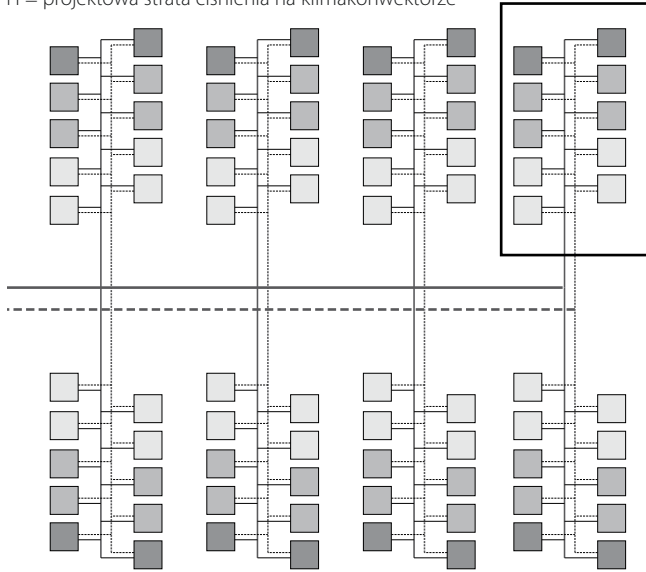 H = projektowa strata ciśnienia na klimakonwektorze